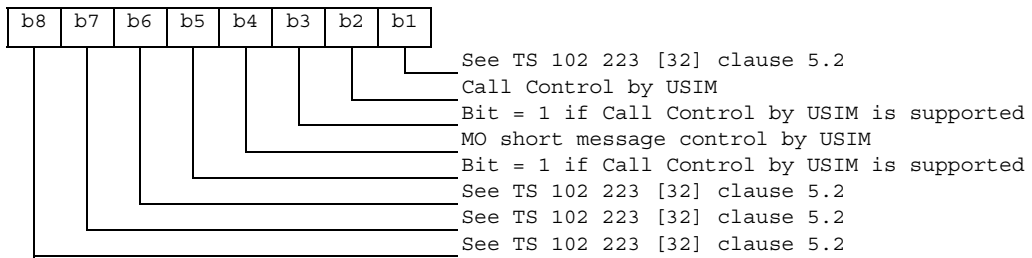 b8 b7 b6 b5 b4 b3 b2 b1
See TS 102 223 [32] clause 5.2
Call Control by USIM
Bit = 1 if Call Control by USIM is supported
MO short message control by USIM
Bit = 1 if Call Control by USIM is supported
See TS 102 223 [32] clause 5.2
See TS 102 223 [32] clause 5.2
See TS 102 223 [32] clause 5.2